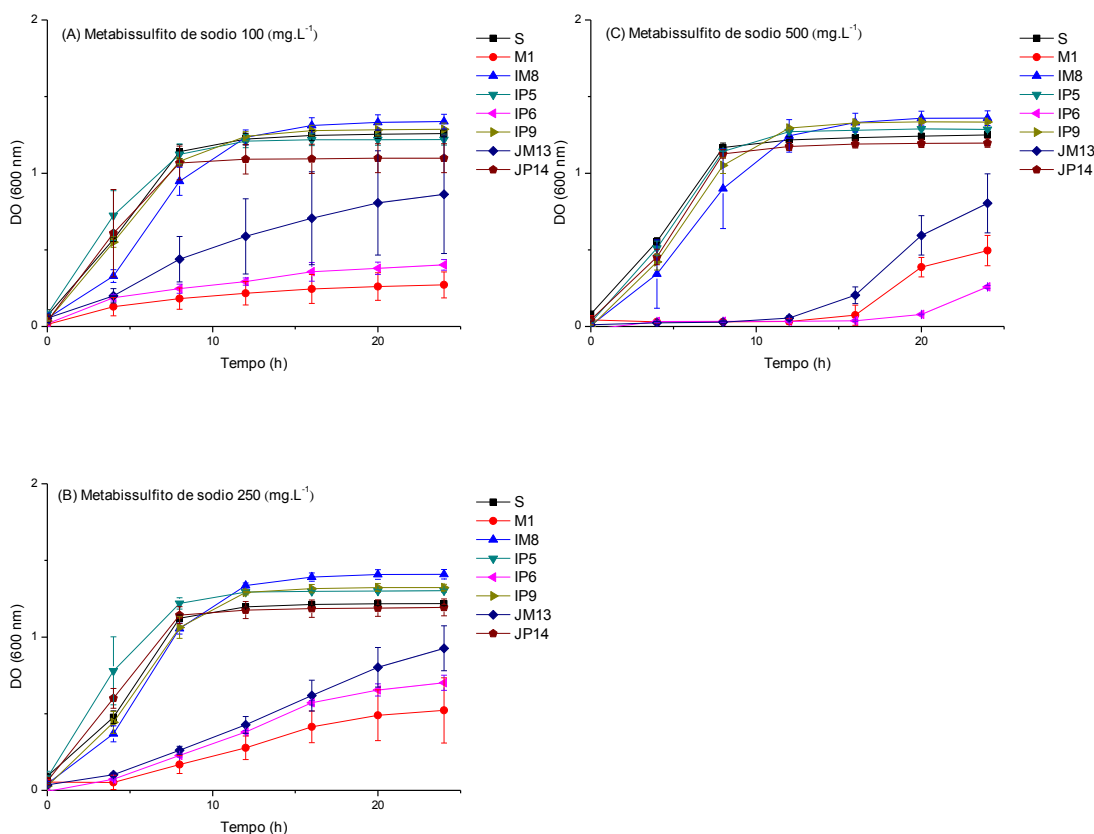 (A) Metabissulfito de sodio 100 (mg.L⁻¹)
S
M1
IM8
IP5
IP6
IP9
JM13
JP14
DO (600 nm)
2
1
0
0
10
20
Tempo (h)
(C) Metabissulfito de sodio 500 (mg.L⁻¹)
S
M1
IM8
IP5
IP6
IP9
JM13
JP14
DO (600 nm)
2
1
0
0
10
20
Tempo (h)
(B) Metabissulfito de sodio 250 (mg.L⁻¹)
S
M1
IM8
IP5
IP6
IP9
JM13
JP14
DO (600 nm)
2
1
0
0
10
20
Tempo (h)